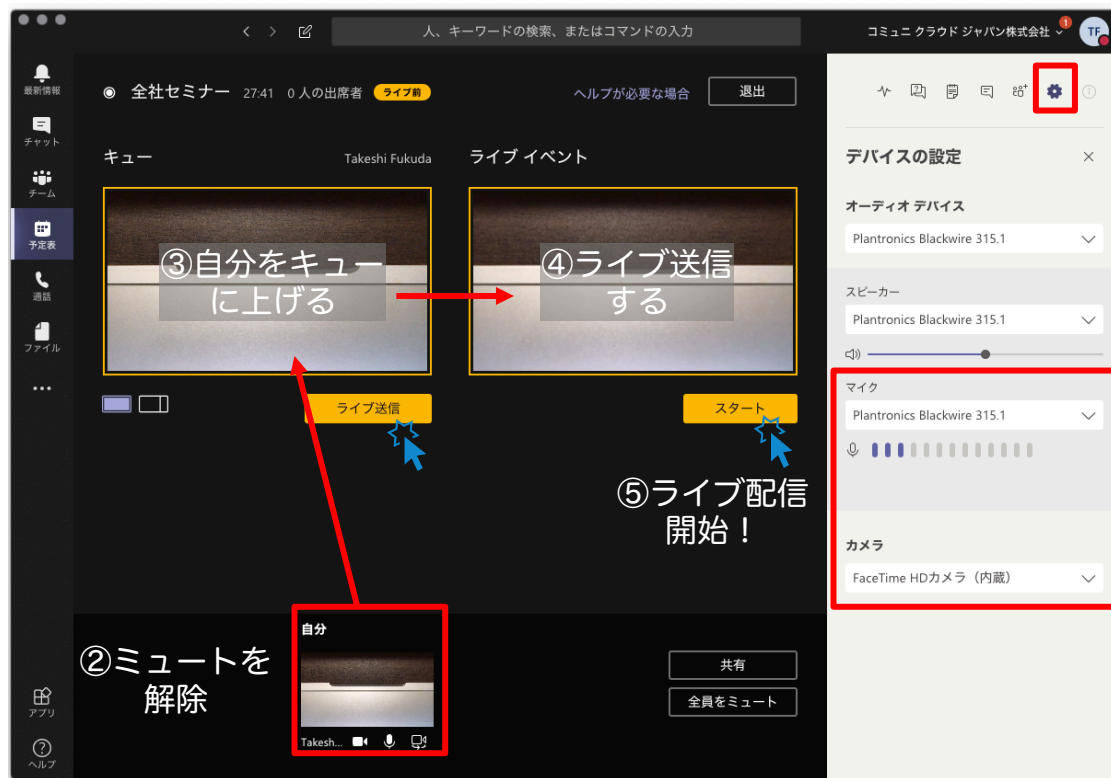 人、キーワードの検索、またはコマンドの入力
コミュニ クラウド ジャパン株式会社
1
TF
最新情報
チャット
チーム
予定表
通話
ファイル
アプリ
ヘルプ
全社セミナー 27:41 0 人の出席者 ライブ前
ヘルプが必要な場合
退出
キュー
Takeshi Fukuda
ライブ イベント
③自分をキュー
に上げる
④ライブ送信
する
ライブ送信
スタート
⑤ライブ配信
開始！
②ミュートを
解除
自分
Takesh...
共有
全員をミュート
デバイスの設定
オーディオ デバイス
Plantronics Blackwire 315.1
スピーカー
Plantronics Blackwire 315.1
マイク
Plantronics Blackwire 315.1
カメラ
FaceTime HDカメラ（内蔵）